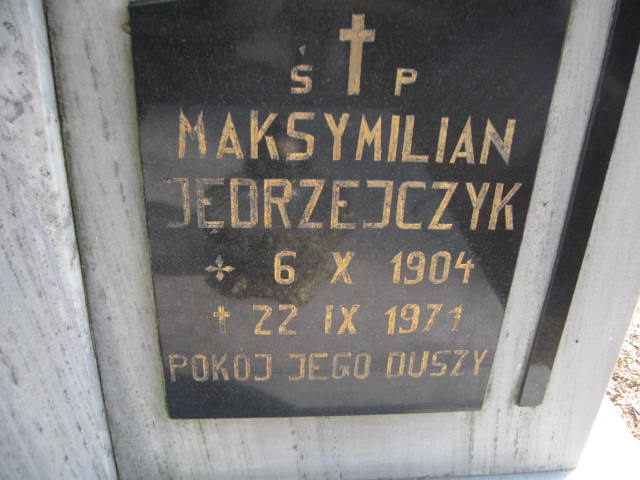 Ś P
MAKSYMILIAN
JĘDRZEJCZYK
6 X 1904
† 22 IX 1971
POKÓJ JEGO DUSZY